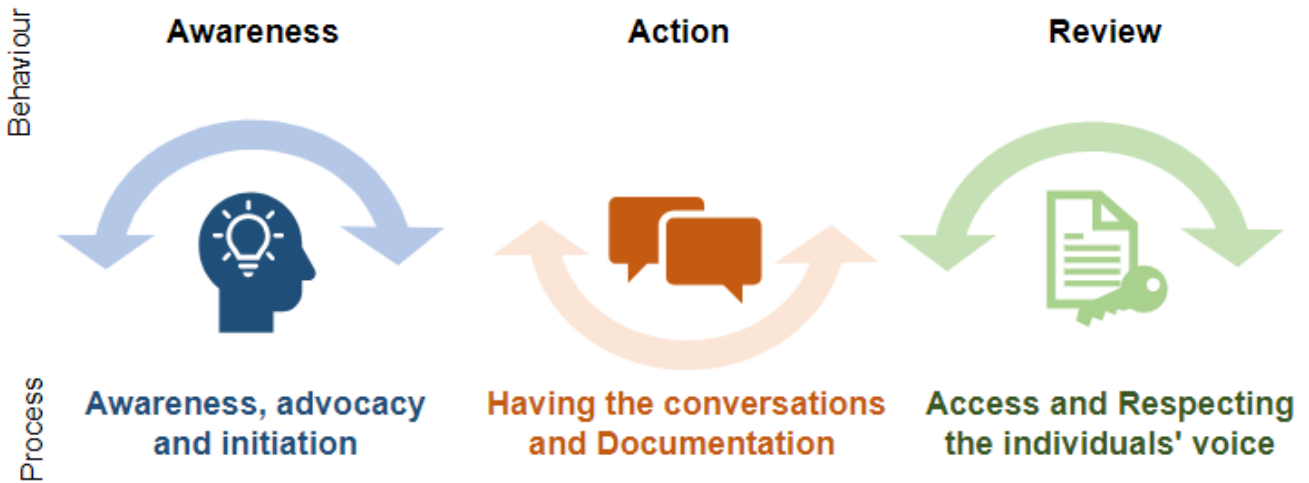 Behaviour
Awareness
Action
Review
Process
Awareness, advocacy
and initiation
Having the conversations
and Documentation
Access and Respecting
the individuals' voice